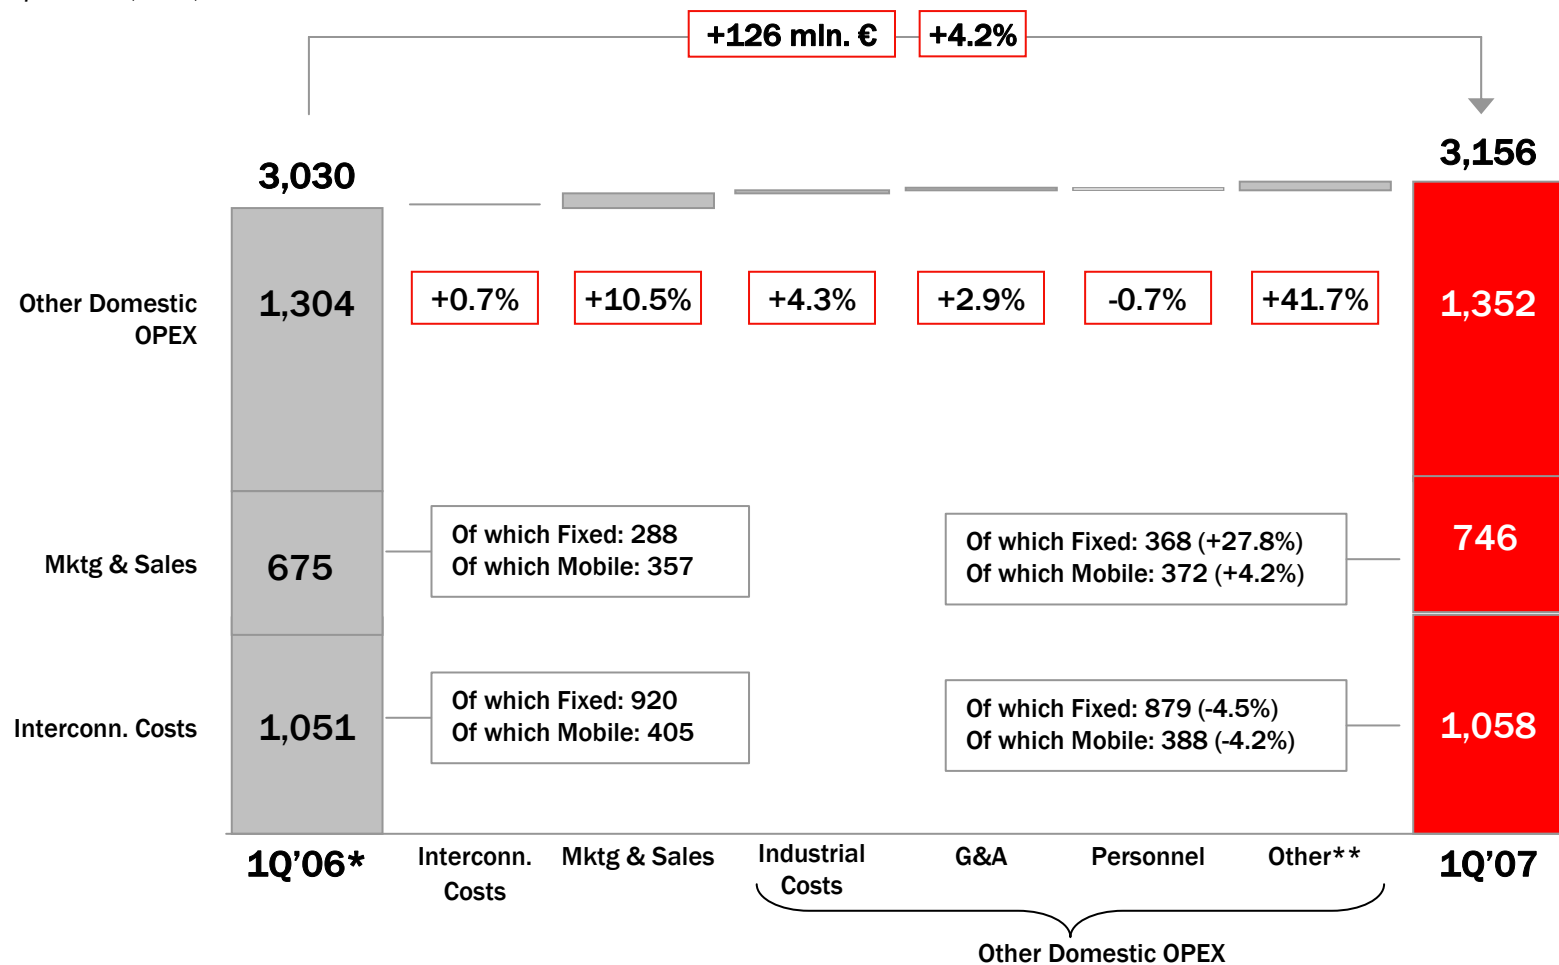 +126 mln. € +4.2%
3,030
3,156
Other Domestic
OPEX
1,304
+0.7%
+10.5%
+4.3%
+2.9%
-0.7%
+41.7%
1,352
Mktg & Sales
675
Of which Fixed: 288
Of which Mobile: 357
Of which Fixed: 368 (+27.8%)
Of which Mobile: 372 (+4.2%)
746
Interconn. Costs
1,051
Of which Fixed: 920
Of which Mobile: 405
Of which Fixed: 879 (-4.5%)
Of which Mobile: 388 (-4.2%)
1,058
1Q’06*
Interconn.
Costs
Mktg & Sales
Industrial
Costs
G&A
Personnel
Other**
1Q’07
Other Domestic OPEX